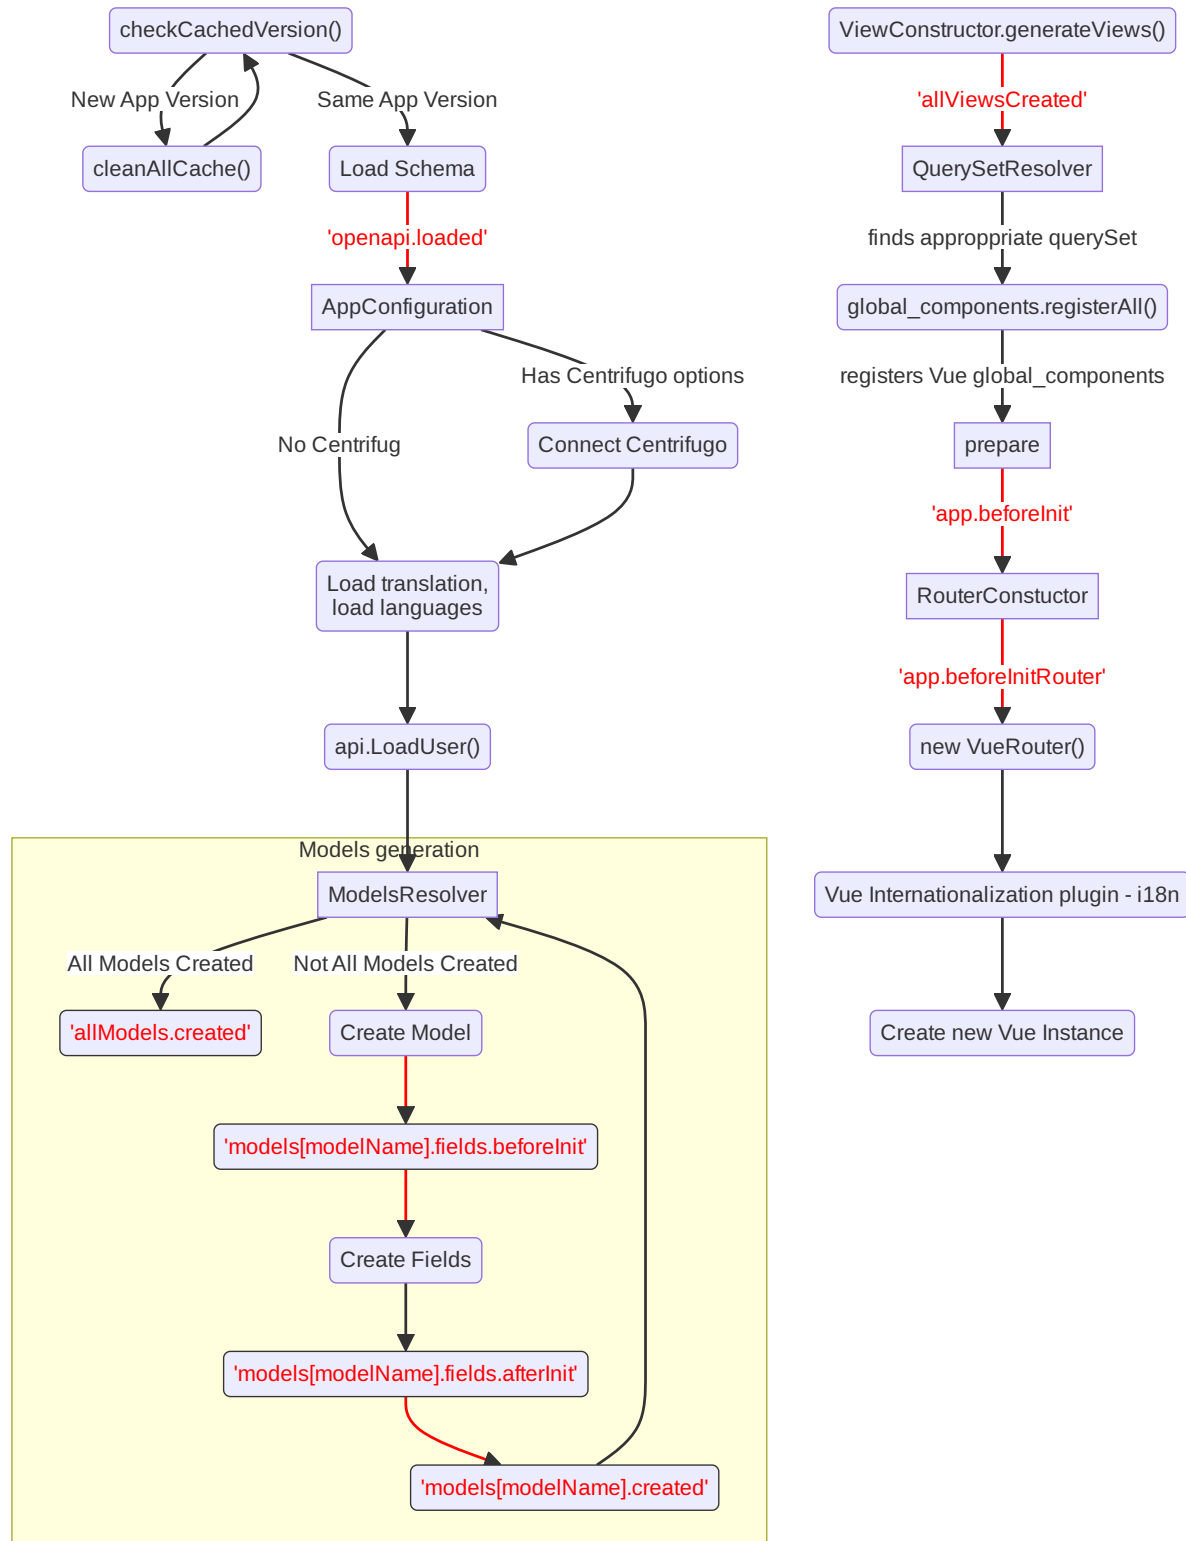 checkCachedVersion()
New App Version
Same App Version
cleanAllCache()
Load Schema
'openapi.loaded'
AppConfiguration
Has Centrifugo options
No Centrifug
Connect Centrifugo
Load translation,
load languages
api.LoadUser()
Models generation
ModelsResolver
All Models Created
Not All Models Created
'allModels.created'
Create Model
'models[modelName].fields.beforeInit'
Create Fields
'models[modelName].fields.afterInit'
'models[modelName].created'
ViewConstructor.generateViews()
'allViewsCreated'
QuerySetResolver
finds approppriate querySet
global_components.registerAll()
registers Vue global_components
prepare
'app.beforeInit'
RouterConstuctor
'app.beforeInitRouter'
new VueRouter()
Vue Internationalization plugin - i18n
Create new Vue Instance